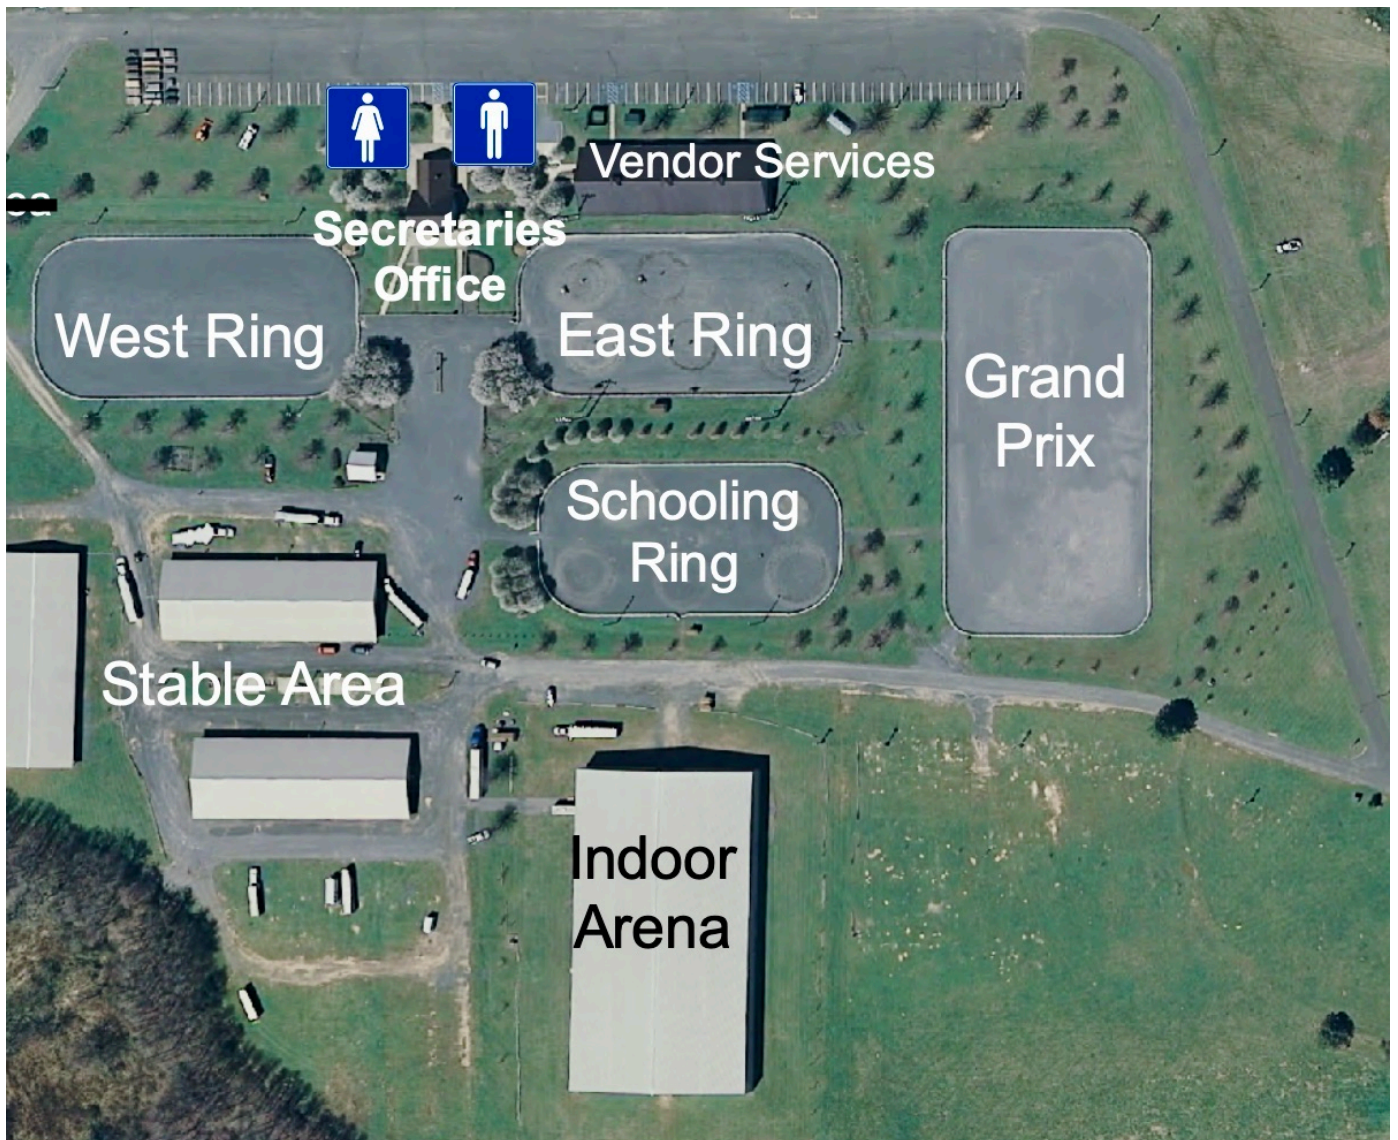 Vendor Services
Secretaries
Office
West Ring
East Ring
Grand
Prix
Schooling
Ring
Stable Area
Indoor
Arena